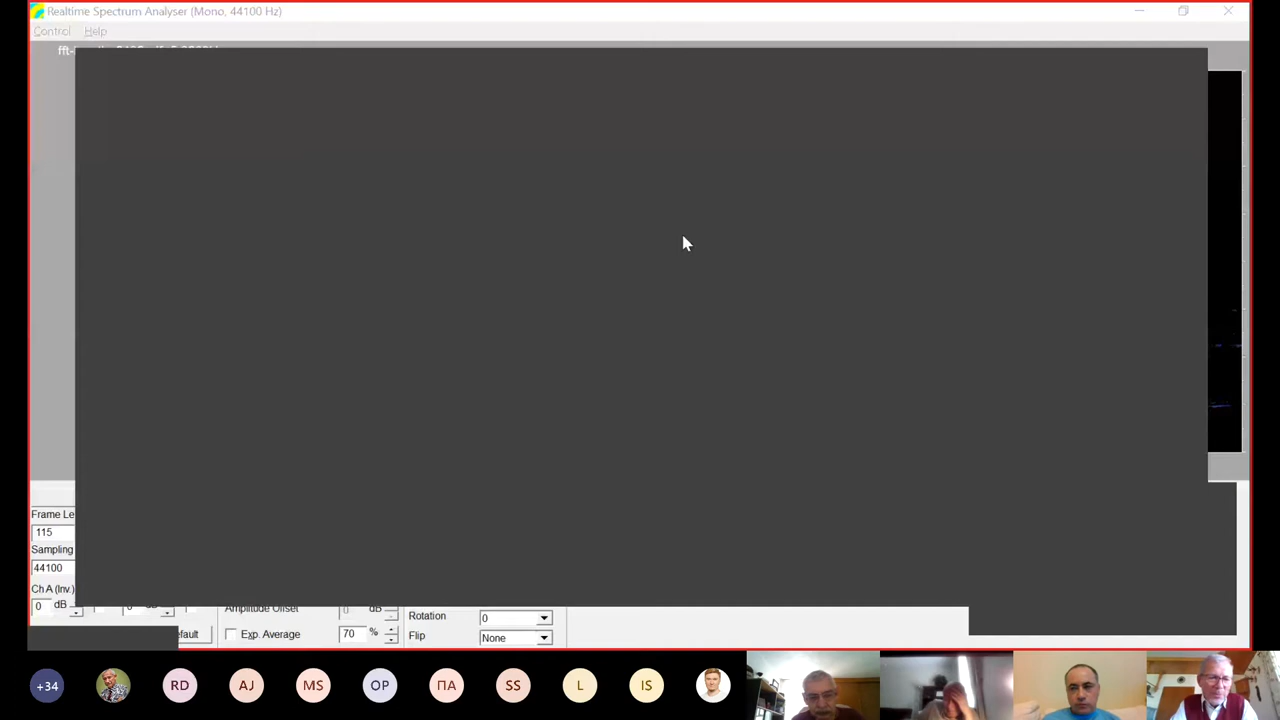 Realtime Spectrum Analyser (Mono, 44100 Hz)
Control Help
Frame Le
115
Sampling
44100
Ch A (Inv.)
0 dB
Amplitude Offset
dB
Rotation
0
efault
Exp. Average
70 %
Flip
None
+34
RD
AJ
MS
OP
ПА
SS
L
IS